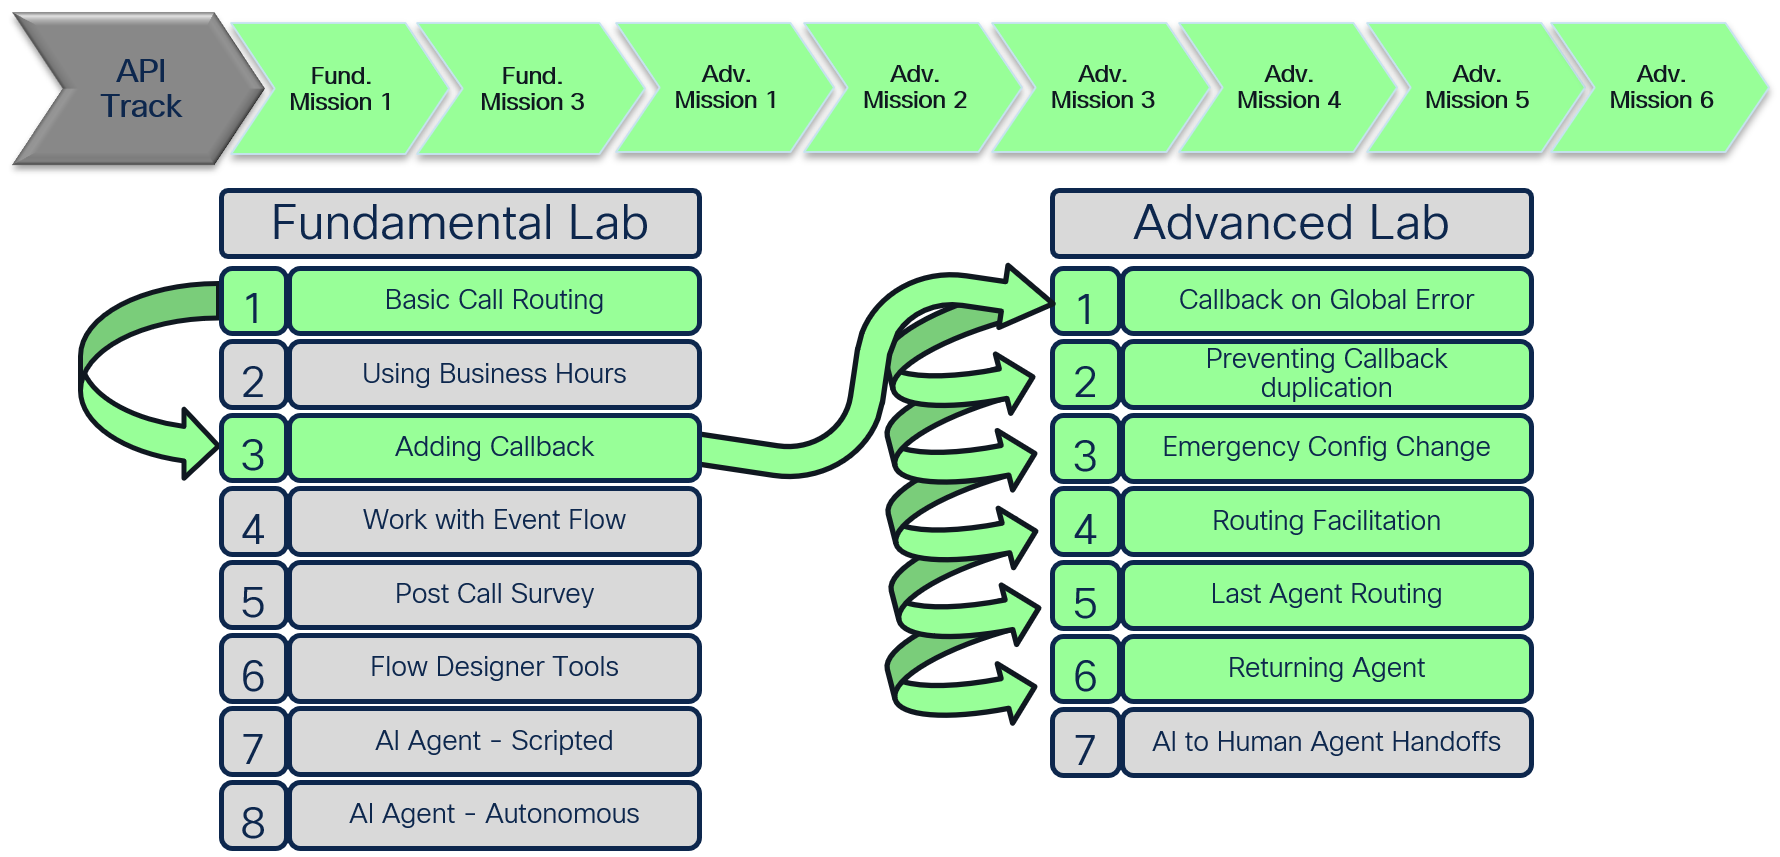 API
Track
Fund.
Mission 1
Fund.
Mission 3
Adv.
Mission 1
Adv.
Mission 2
Adv.
Mission 3
Adv.
Mission 4
Adv.
Mission 5
Adv.
Mission 6
Fundamental Lab
1 Basic Call Routing
2 Using Business Hours
3 Adding Callback
4 Work with Event Flow
5 Post Call Survey
6 Flow Designer Tools
7 AI Agent - Scripted
8 AI Agent - Autonomous
Advanced Lab
1 Callback on Global Error
2 Preventing Callback
duplication
3 Emergency Config Change
4 Routing Facilitation
5 Last Agent Routing
6 Returning Agent
7 AI to Human Agent Handoffs